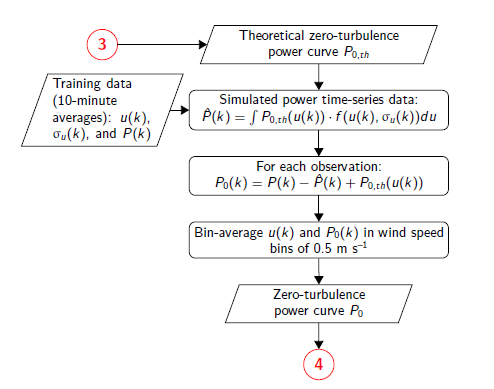 3
Theoretical zero-turbulence
power curve P₀,ₜₕ
Training data
(10-minute
averages): u(k),
σᵤ(k), and P(k)
Simulated power time-series data:
P̂(k) = ∫ P₀,ₜₕ(u(k)) · f(u(k), σᵤ(k))du
For each observation:
P₀(k) = P(k) − P̂(k) + P₀,ₜₕ(u(k))
Bin-average u(k) and P₀(k) in wind speed
bins of 0.5 m s⁻¹
Zero-turbulence
power curve P₀
4